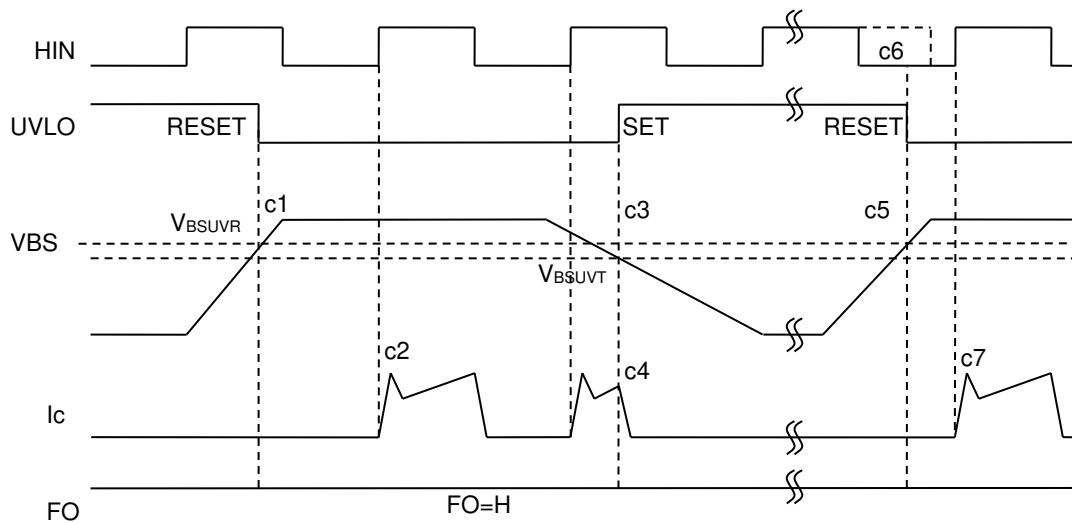 HIN
c6
UVLO
RESET
SET
RESET
c1
c3
c5
VBSUVR
VBS
VBSUVT
c2
c4
c7
Ic
FO=H
FO